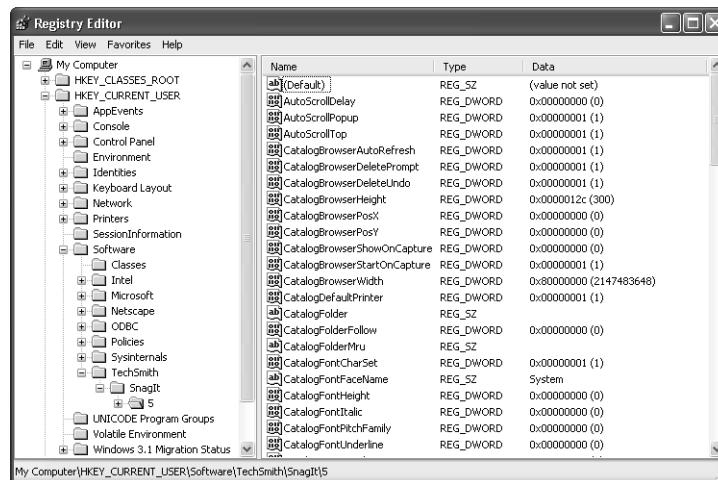 Registry Editor
File Edit View Favorites Help
My Computer
HKEY_CLASSES_ROOT
HKEY_CURRENT_USER
AppEvents
Console
Control Panel
Environment
Identities
Keyboard Layout
Network
Printers
SessionInformation
Software
Classes
Intel
Microsoft
Netscape
ODBC
Policies
Sysinternals
TechSmith
SnagIt
5
UNICODE Program Groups
Volatile Environment
Windows 3.1 Migration Status
Name Type Data
(Default) REG_SZ (value not set)
AutoScrollDelay REG_DWORD 0x00000000 (0)
AutoScrollPopup REG_DWORD 0x00000001 (1)
AutoScrollTop REG_DWORD 0x00000001 (1)
CatalogBrowserAutoRefresh REG_DWORD 0x00000001 (1)
CatalogBrowserDeletePrompt REG_DWORD 0x00000001 (1)
CatalogBrowserDeleteUndo REG_DWORD 0x00000001 (1)
CatalogBrowserHeight REG_DWORD 0x0000012c (300)
CatalogBrowserPosX REG_DWORD 0x00000000 (0)
CatalogBrowserPosY REG_DWORD 0x00000000 (0)
CatalogBrowserShowOnCapture REG_DWORD 0x00000000 (0)
CatalogBrowserStartOnCapture REG_DWORD 0x00000001 (1)
CatalogBrowserWidth REG_DWORD 0x80000000 (2147483648)
CatalogDefaultPrinter REG_DWORD 0x00000001 (1)
CatalogFolder REG_SZ
CatalogFolderFollow REG_DWORD 0x00000000 (0)
CatalogFolderMru REG_SZ
CatalogFontCharSet REG_DWORD 0x00000001 (1)
CatalogFontFaceName REG_SZ System
CatalogFontHeight REG_DWORD 0x00000000 (0)
CatalogFontItalic REG_DWORD 0x00000000 (0)
CatalogFontPitchFamily REG_DWORD 0x00000000 (0)
CatalogFontUnderline REG_DWORD 0x00000000 (0)
My Computer\HKEY_CURRENT_USER\Software\TechSmith\SnagIt\5